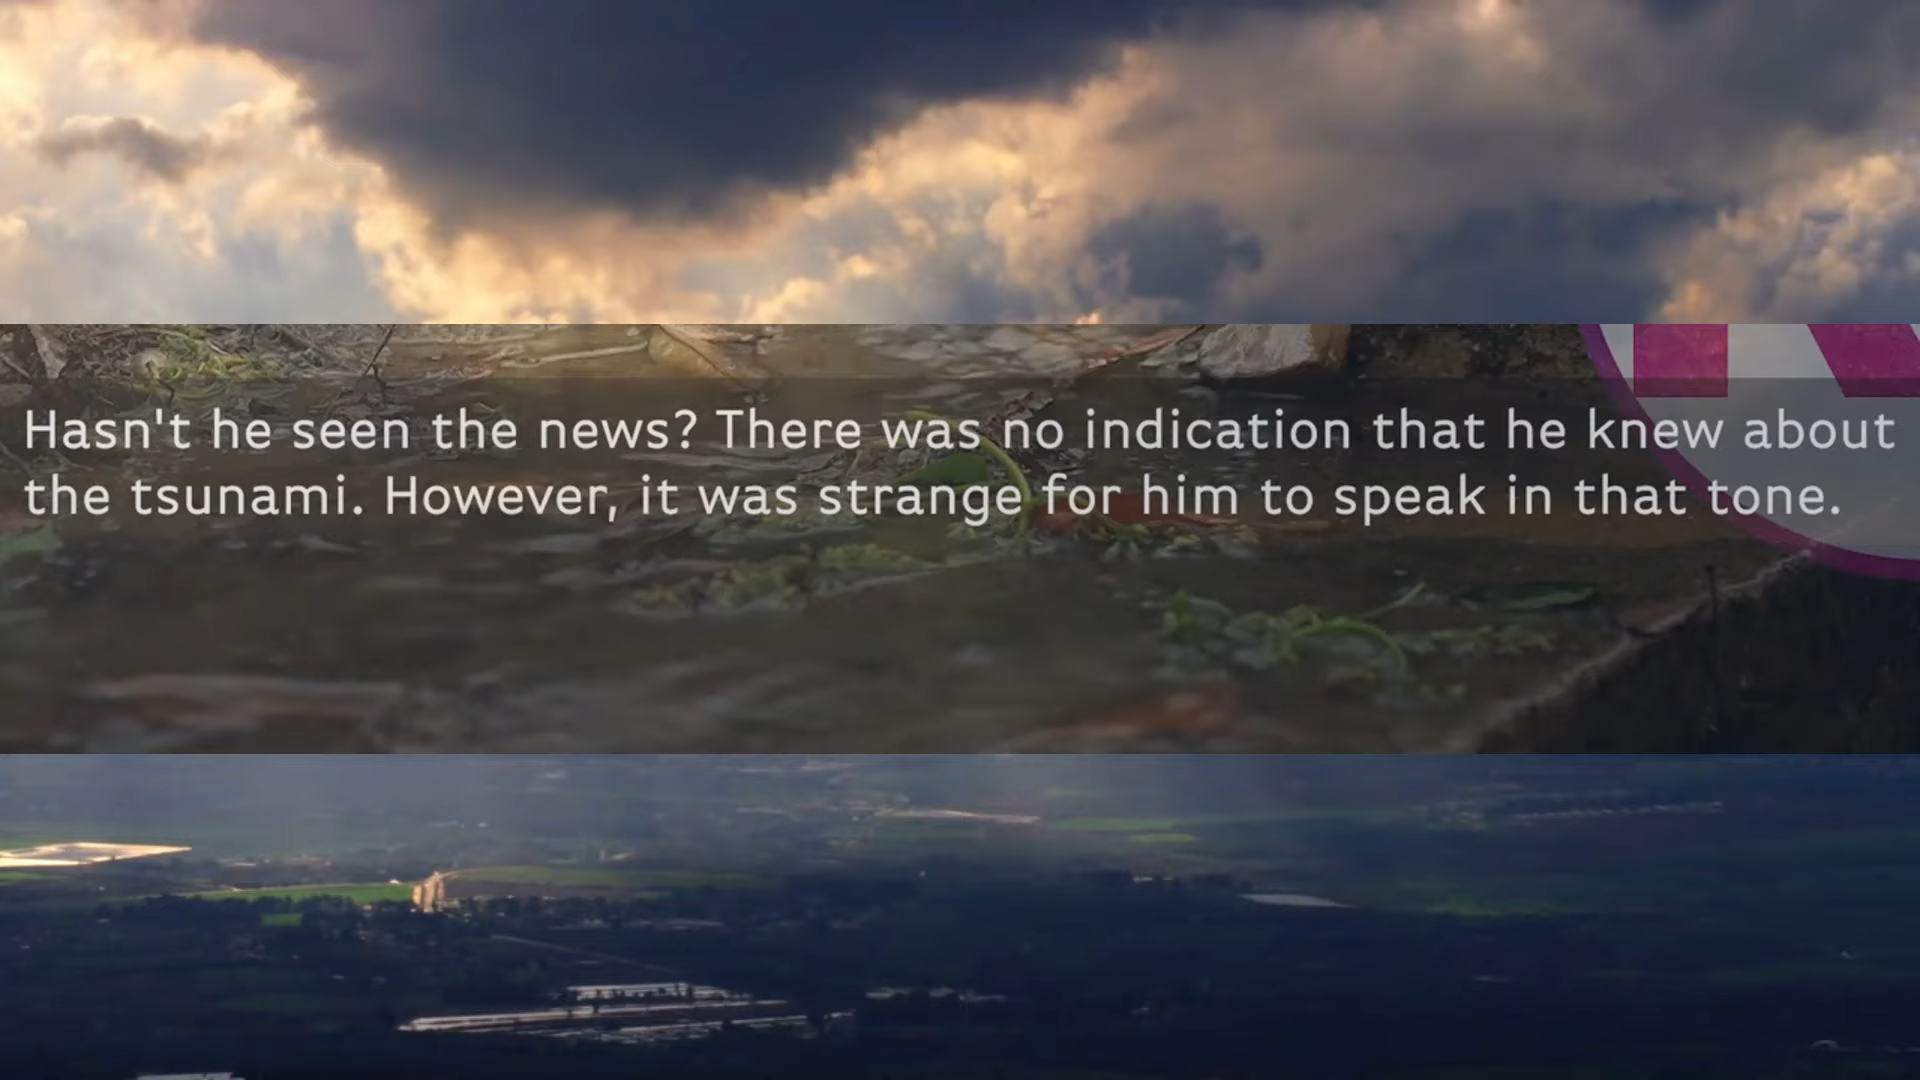 Hasn't he seen the news? There was no indication that he knew about
the tsunami. However, it was strange for him to speak in that tone.